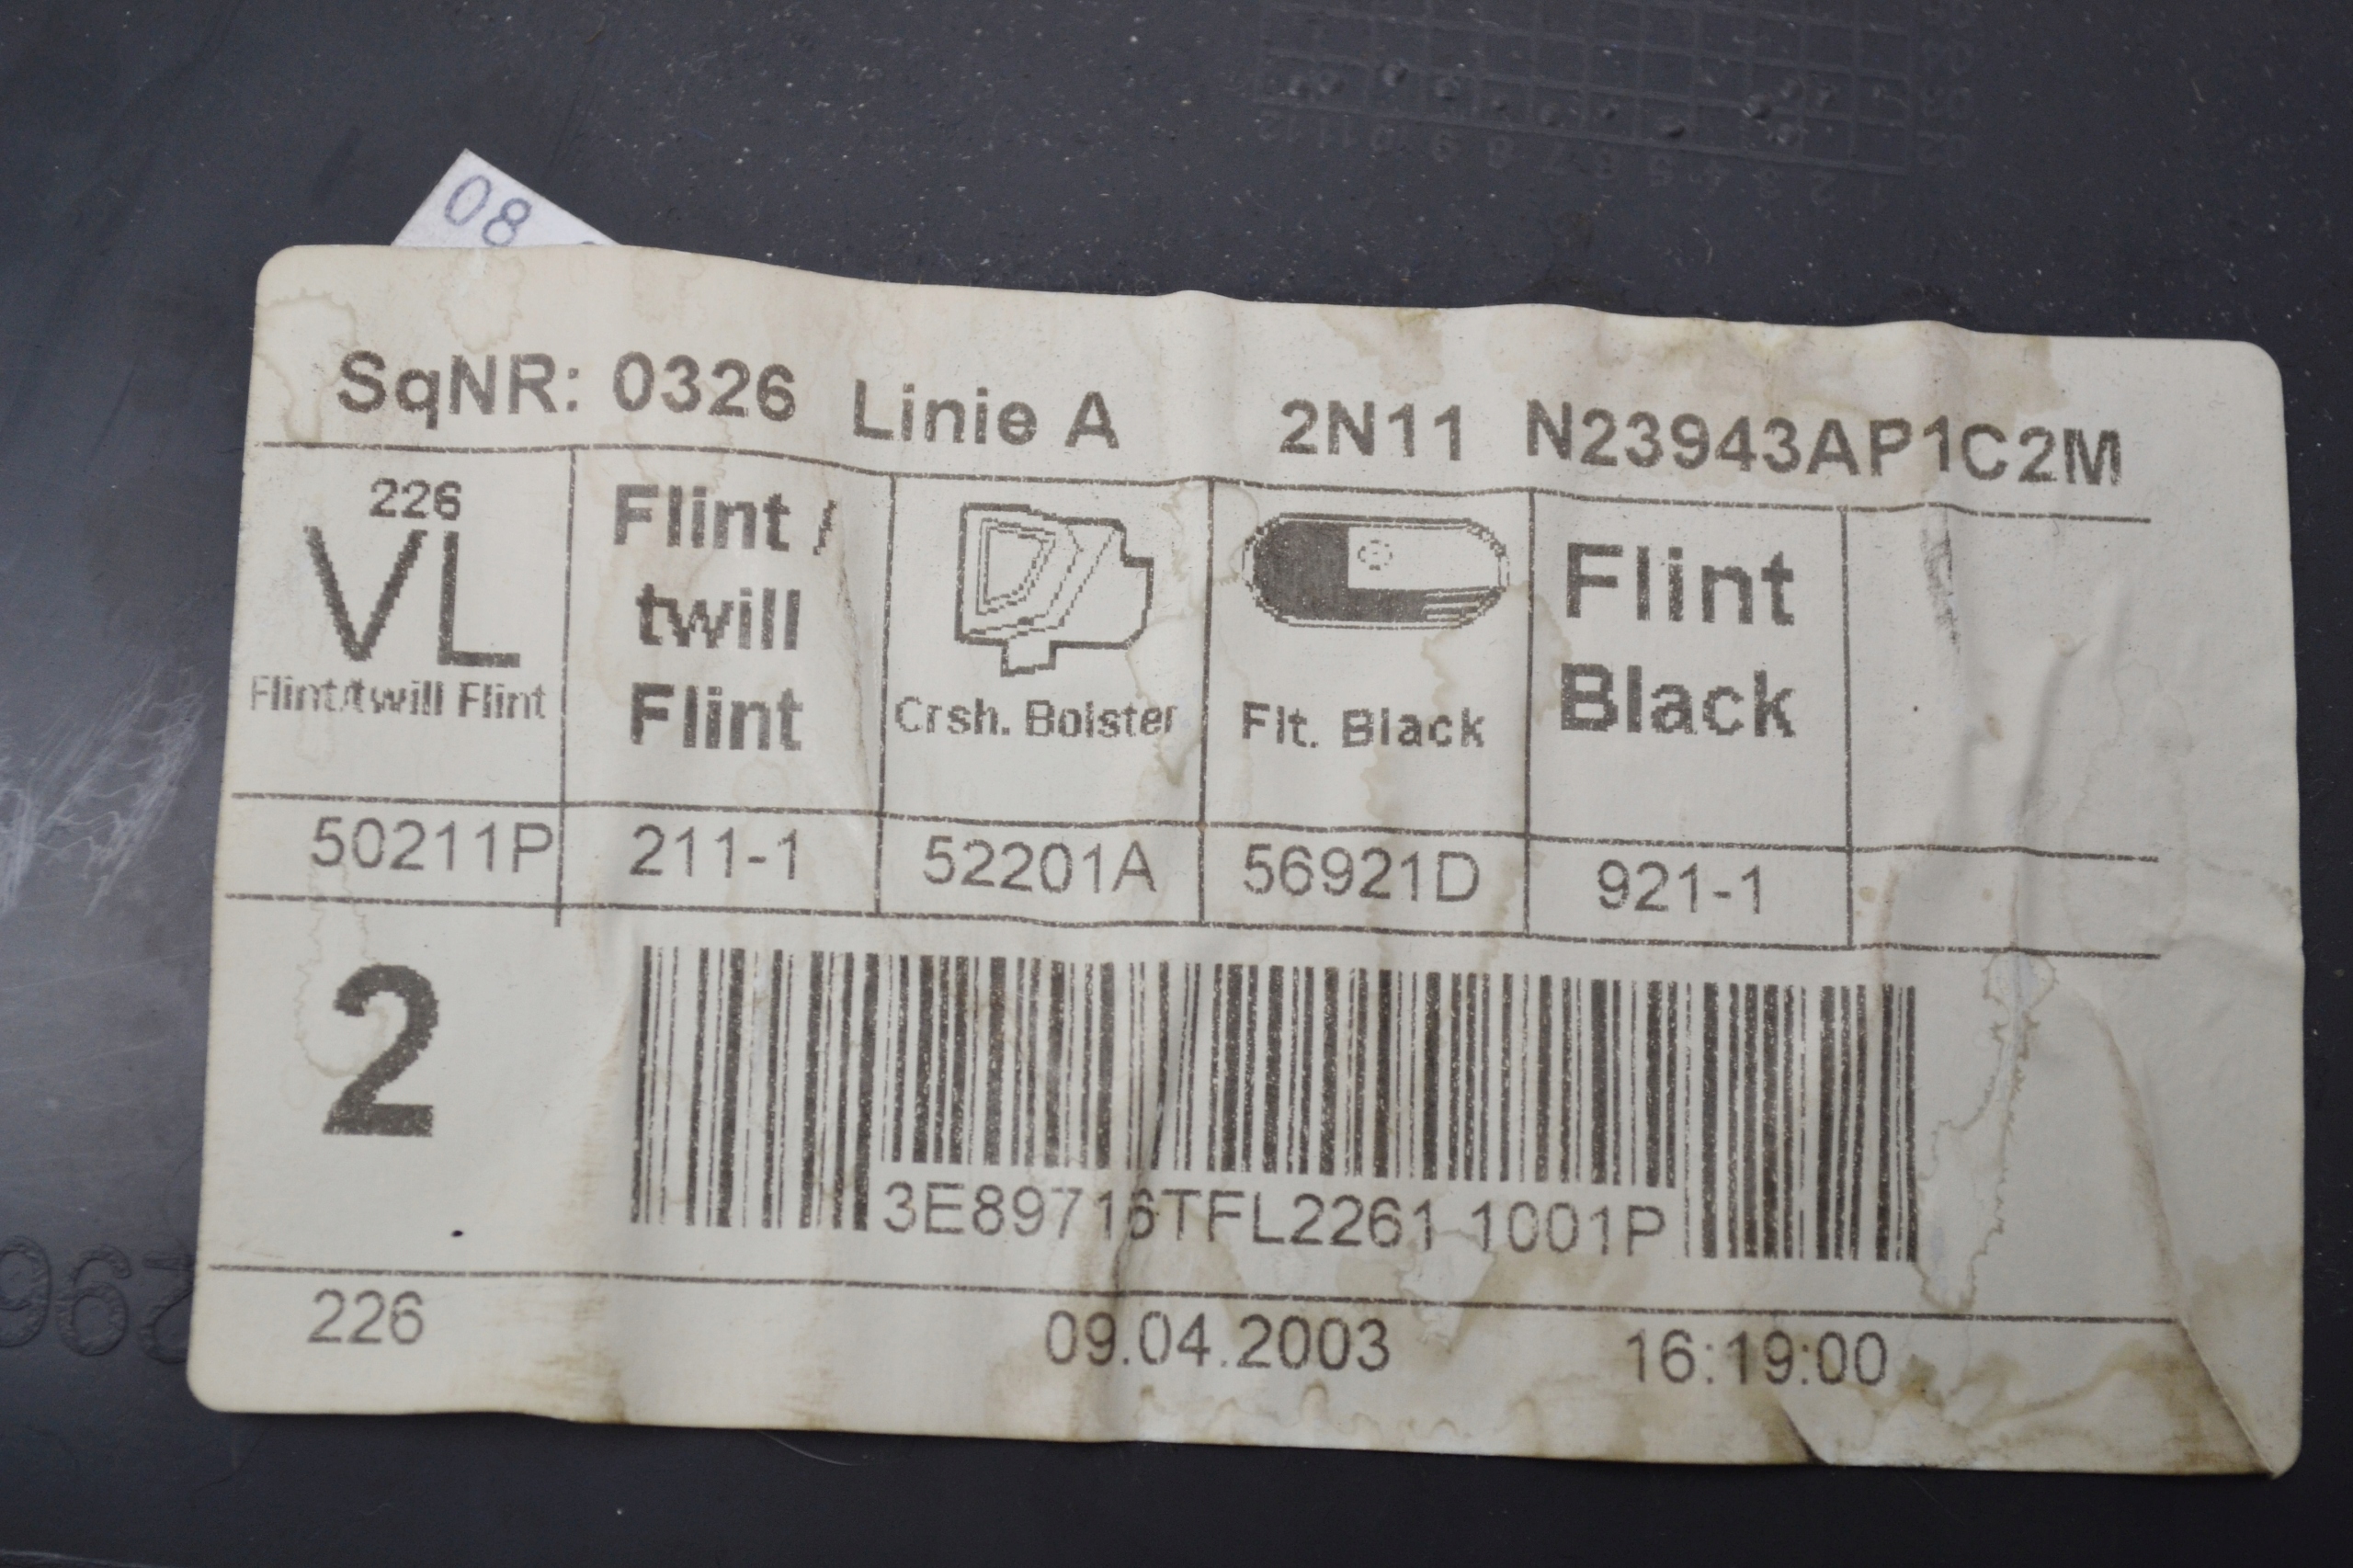 08
SqNR: 0326 Linie A 2N11 N23943AP1C2M
226
VL
Flint/twill Flint
Flint /
twill
Flint
Crsh. Bolster
Flt. Black
Flint
Black
50211P 211-1 52201A 56921D 921-1
2
3E89716TFL2261 1001P
226 09.04.2003 16:19:00